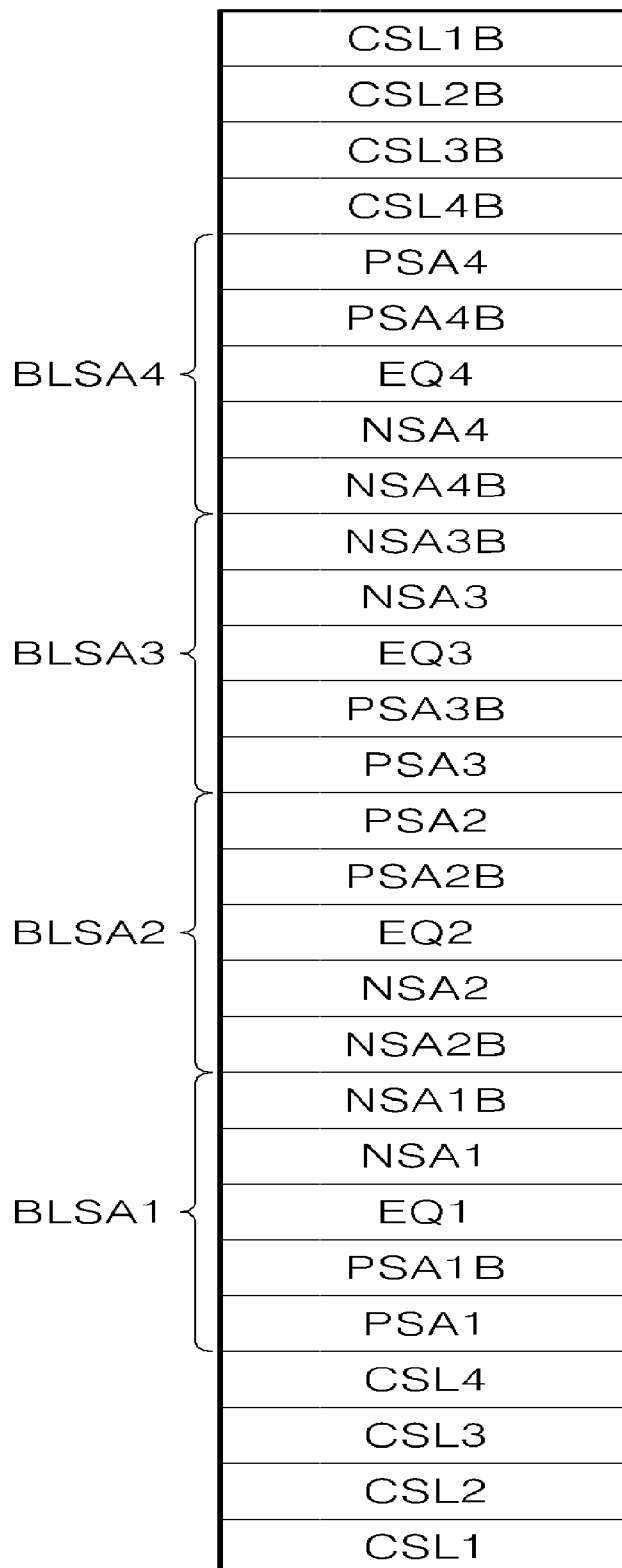 CSL1B
CSL2B
CSL3B
CSL4B
PSA4
PSA4B
BLSA4 EQ4
NSA4
NSA4B
NSA3B
NSA3
BLSA3 EQ3
PSA3B
PSA3
PSA2
PSA2B
BLSA2 EQ2
NSA2
NSA2B
NSA1B
NSA1
BLSA1 EQ1
PSA1B
PSA1
CSL4
CSL3
CSL2
CSL1